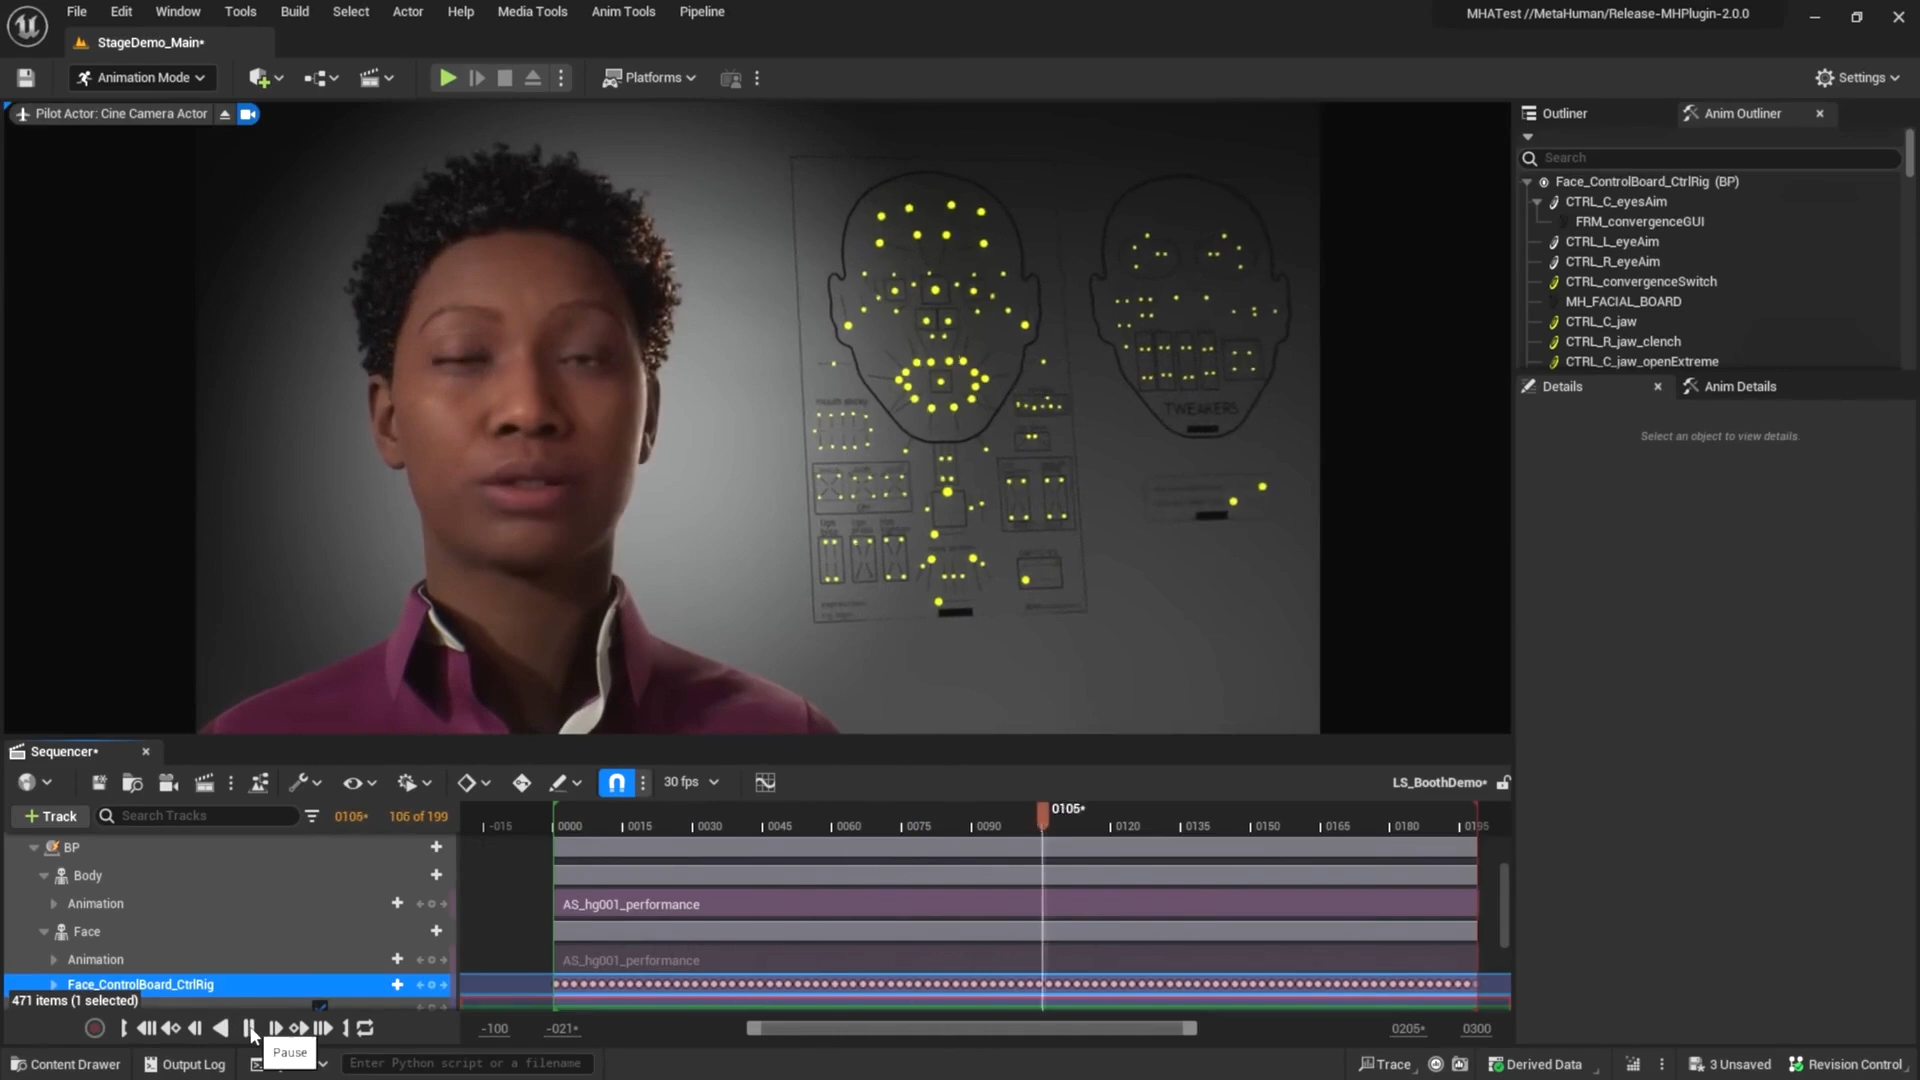 File Edit Window Tools Build Select Actor Help Media Tools Anim Tools Pipeline
MHATest //MetaHuman/Release-MHPlugin-2.0.0
StageDemo_Main*
Animation Mode
Platforms
Settings
Pilot Actor: Cine Camera Actor
Outliner
Anim Outliner
Search
Face_ControlBoard_CtrlRig (BP)
CTRL_C_eyesAim
FRM_convergenceGUI
CTRL_L_eyeAim
CTRL_R_eyeAim
CTRL_convergenceSwitch
MH_FACIAL_BOARD
CTRL_C_jaw
CTRL_R_jaw_clench
CTRL_C_jaw_openExtreme
Details
Anim Details
Select an object to view details.
TWEAKERS
Sequencer*
30 fps
LS_BoothDemo*
Track
Search Tracks
0105*
106 of 199
0105*
-015 0000 0015 0030 0045 0060 0075 0090 0120 0135 0150 0165 0180 0195
BP
Body
Animation
AS_hg001_performance
Face
Animation
AS_hg001_performance
Face_ControlBoard_CtrlRig
471 items (1 selected)
-100
-021*
0205*
0300
Pause
Content Drawer
Output Log
Enter Python script or a filename
Trace
Derived Data
3 Unsaved
Revision Control